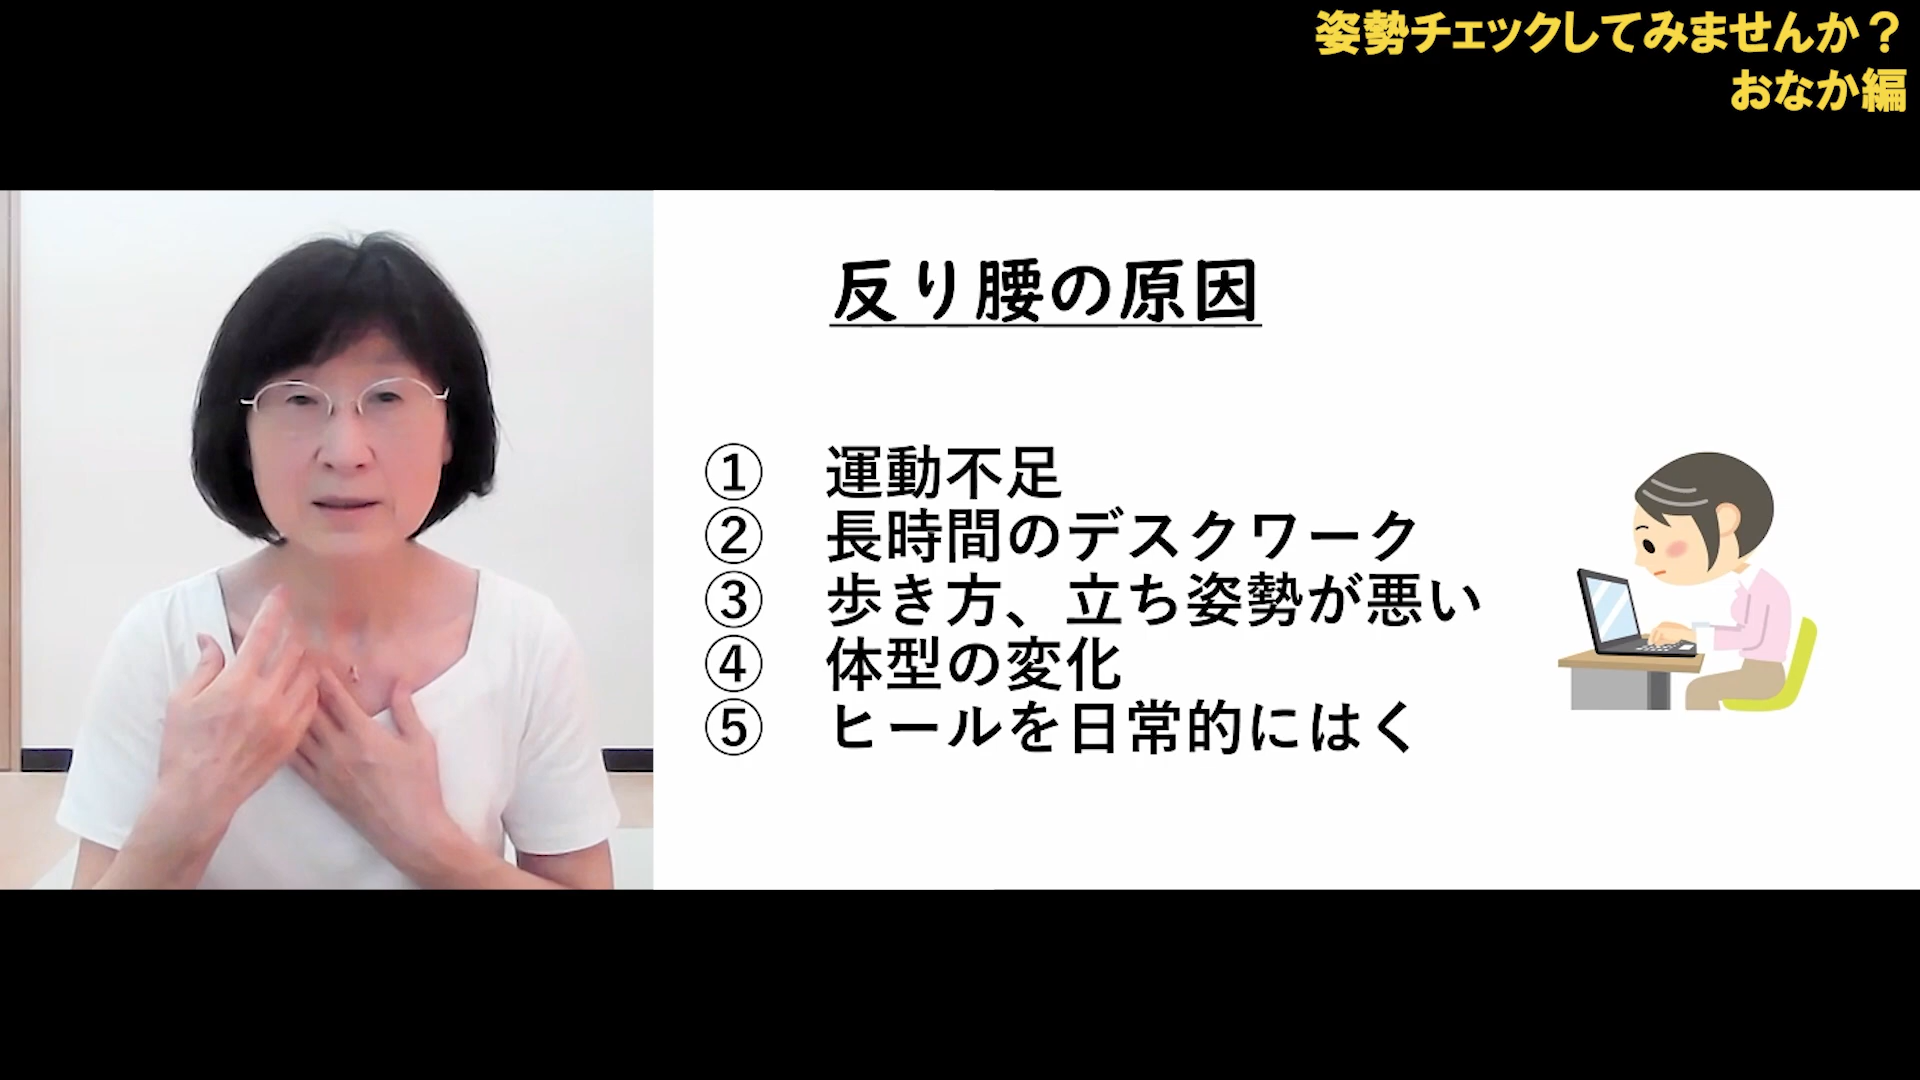 姿勢チェックしてみませんか？
おなか編
反り腰の原因
① 運動不足
② 長時間のデスクワーク
③ 歩き方、立ち姿勢が悪い
④ 体型の変化
⑤ ヒールを日常的にはく